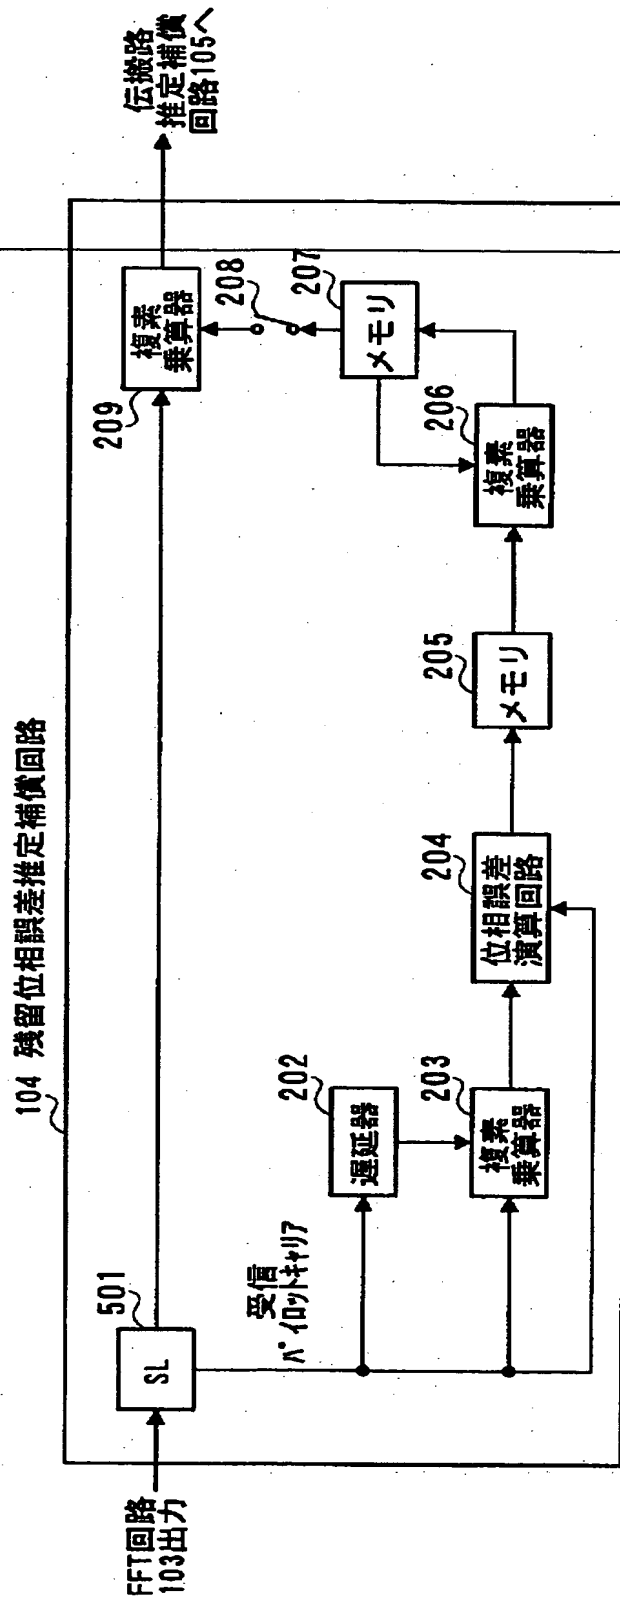 104 残留位相誤差推定補償回路
FFT回路
103出力
SL
501
受信
パイロットキャリア
遅延器
202
複素
乗算器
203
位相誤差
演算回路
204
メモリ
205
複素
乗算器
206
メモリ
207
208
複素
乗算器
209
伝搬路
推定補償
回路105へ